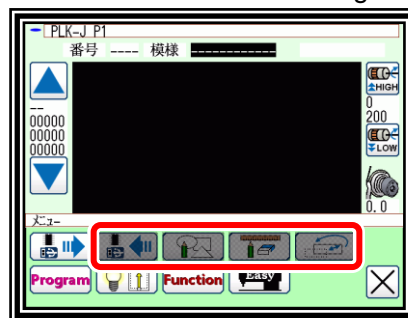 PLK-J P1
番号 ---- 模様 ------------
HIGH
--
0
00000
200
00000
00000
LOW
0.0
メニュー
Program
Function
Easy